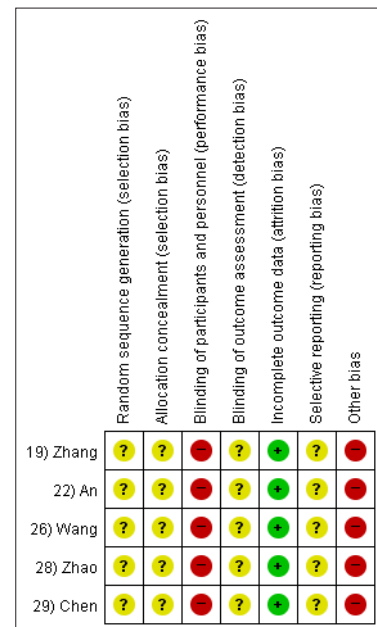 Random sequence generation (selection bias)
Allocation concealment (selection bias)
Blinding of participants and personnel (performance bias)
Blinding of outcome assessment (detection bias)
Incomplete outcome data (attrition bias)
Selective reporting (reporting bias)
Other bias
19) Zhang ? ? − ? + ? −
22) An ? ? − ? + ? −
26) Wang ? ? − ? + ? −
28) Zhao ? ? − ? + ? −
29) Chen ? ? − ? + ? −